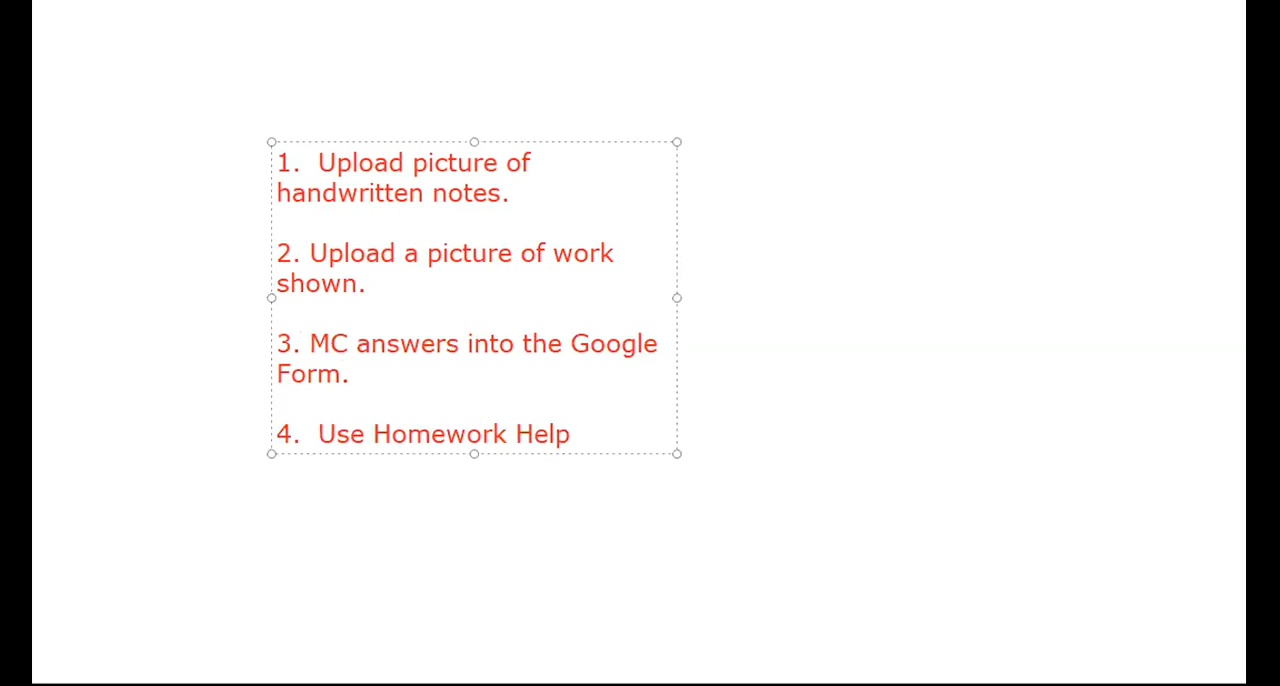 1.  Upload picture of
handwritten notes.
2. Upload a picture of work
shown.
3. MC answers into the Google
Form.
4.  Use Homework Help